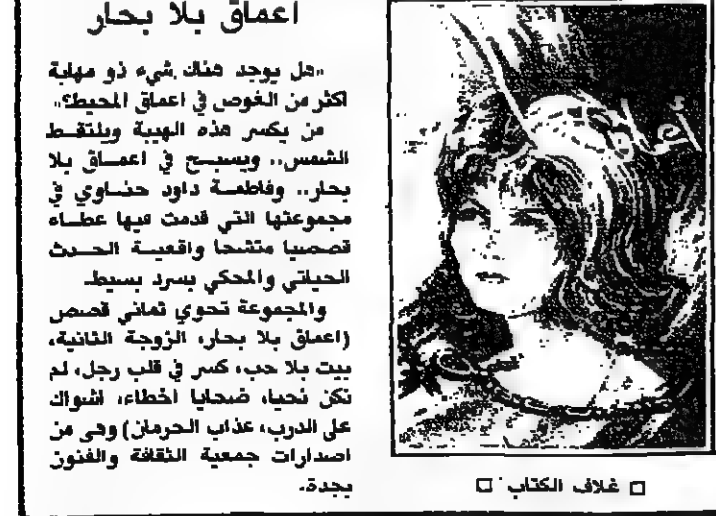 اعماق بلا بحار
"هل يوجد هناك شيء ذو مهابة
اكثر من الغوص في اعماق المحيط؟"
من يكسر هذه الهيبة ويلتقط
الشمس.. ويسبح في اعماق بلا
بحار.. وفاطمة داود حناوي في
مجموعتها التي قدمت فيها عطاء
قصصيا متشحا واقعية الحدث
الحياتي والمحكي بسرد بسيط.
والمجموعة تحوي ثماني قصص
(اعماق بلا بحار، الزوجة الثانية،
بيت بلا حب، كسر في قلب رجل، لم
نكن نحيا، ضحايا اخطاء، اشواك
على الدرب، عذاب الحرمان) وهي من
اصدارات جمعية الثقافة والفنون
بجدة.
□ غلاف الكتاب □